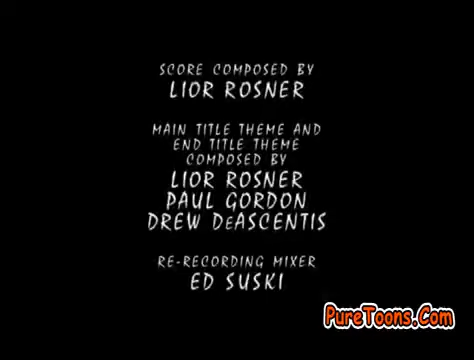 SCORE COMPOSED BY
LIOR ROSNER
MAIN TITLE THEME AND
END TITLE THEME
COMPOSED BY
LIOR ROSNER
PAUL GORDON
DREW DeASCENTIS
RE-RECORDING MIXER
ED SUSKI
PureToons.Com